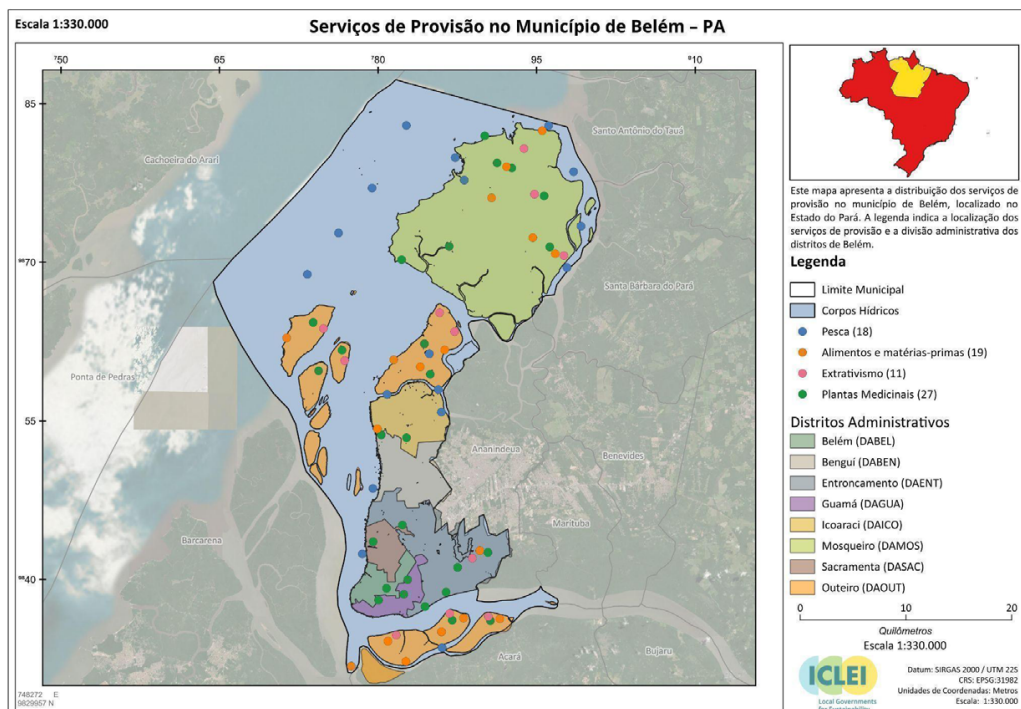 Escala 1:330.000
Serviços de Provisão no Município de Belém – PA
⁷50
65
⁷80
95
⁸10
85
Santo Antônio do Tauá
Cachoeira do Arari
Este mapa apresenta a distribuição dos serviços de
provisão no município de Belém, localizado no
Estado do Pará. A legenda indica a localização dos
serviços de provisão e a divisão administrativa dos
distritos de Belém.
⁹⁸70
Santa Bárbara do Pará
Legenda
Limite Municipal
Corpos Hídricos
Pesca (18)
Alimentos e matérias-primas (19)
Extrativismo (11)
Plantas Medicinais (27)
Ponta de Pedras
55
Ananindeua
Benevides
Marituba
Barcarena
⁹⁸40
Acará
Bujaru
Distritos Administrativos
Belém (DABEL)
Benguí (DABEN)
Entroncamento (DAENT)
Guamá (DAGUA)
Icoaraci (DAICO)
Mosqueiro (DAMOS)
Sacramenta (DASAC)
Outeiro (DAOUT)
0 10 20
Quilômetros
Escala 1:330.000
ICLEI
Local Governments
For Sustainability
Datum: SIRGAS 2000 / UTM 22S
CRS: EPSG:31982
Unidades de Coordenadas: Metros
Escala: 1:330.000
748272 E
9829957 N